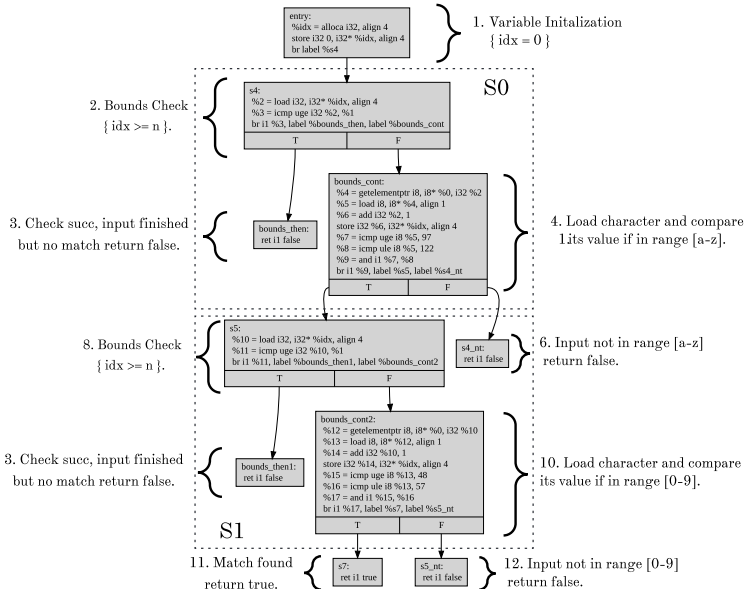 entry:
%idx = alloca i32, align 4
store i32 0, i32* %idx, align 4
br label %s4
1. Variable Initalization
{ idx = 0 }
S0
2. Bounds Check
{ idx >= n }.
s4:
%2 = load i32, i32* %idx, align 4
%3 = icmp uge i32 %2, %1
br i1 %3, label %bounds_then, label %bounds_cont
T F
3. Check succ, input finished
but no match return false.
bounds_then:
ret i1 false
bounds_cont:
%4 = getelementptr i8, i8* %0, i32 %2
%5 = load i8, i8* %4, align 1
%6 = add i32 %2, 1
store i32 %6, i32* %idx, align 4
%7 = icmp uge i8 %5, 97
%8 = icmp ule i8 %5, 122
%9 = and i1 %7, %8
br i1 %9, label %s5, label %s4_nt
T F
4. Load character and compare
1.its value if in range [a-z].
8. Bounds Check
{ idx >= n }.
s5:
%10 = load i32, i32* %idx, align 4
%11 = icmp uge i32 %10, %1
br i1 %11, label %bounds_then1, label %bounds_cont2
T F
s4_nt:
ret i1 false
6. Input not in range [a-z]
return false.
3. Check succ, input finished
but no match return false.
bounds_then1:
ret i1 false
bounds_cont2:
%12 = getelementptr i8, i8* %0, i32 %10
%13 = load i8, i8* %12, align 1
%14 = add i32 %10, 1
store i32 %14, i32* %idx, align 4
%15 = icmp uge i8 %13, 48
%16 = icmp ule i8 %13, 57
%17 = and i1 %15, %16
br i1 %17, label %s7, label %s5_nt
T F
10. Load character and compare
its value if in range [0-9].
S1
11. Match found
return true.
s7:
ret i1 true
s5_nt:
ret i1 false
12. Input not in range [0-9]
return false.